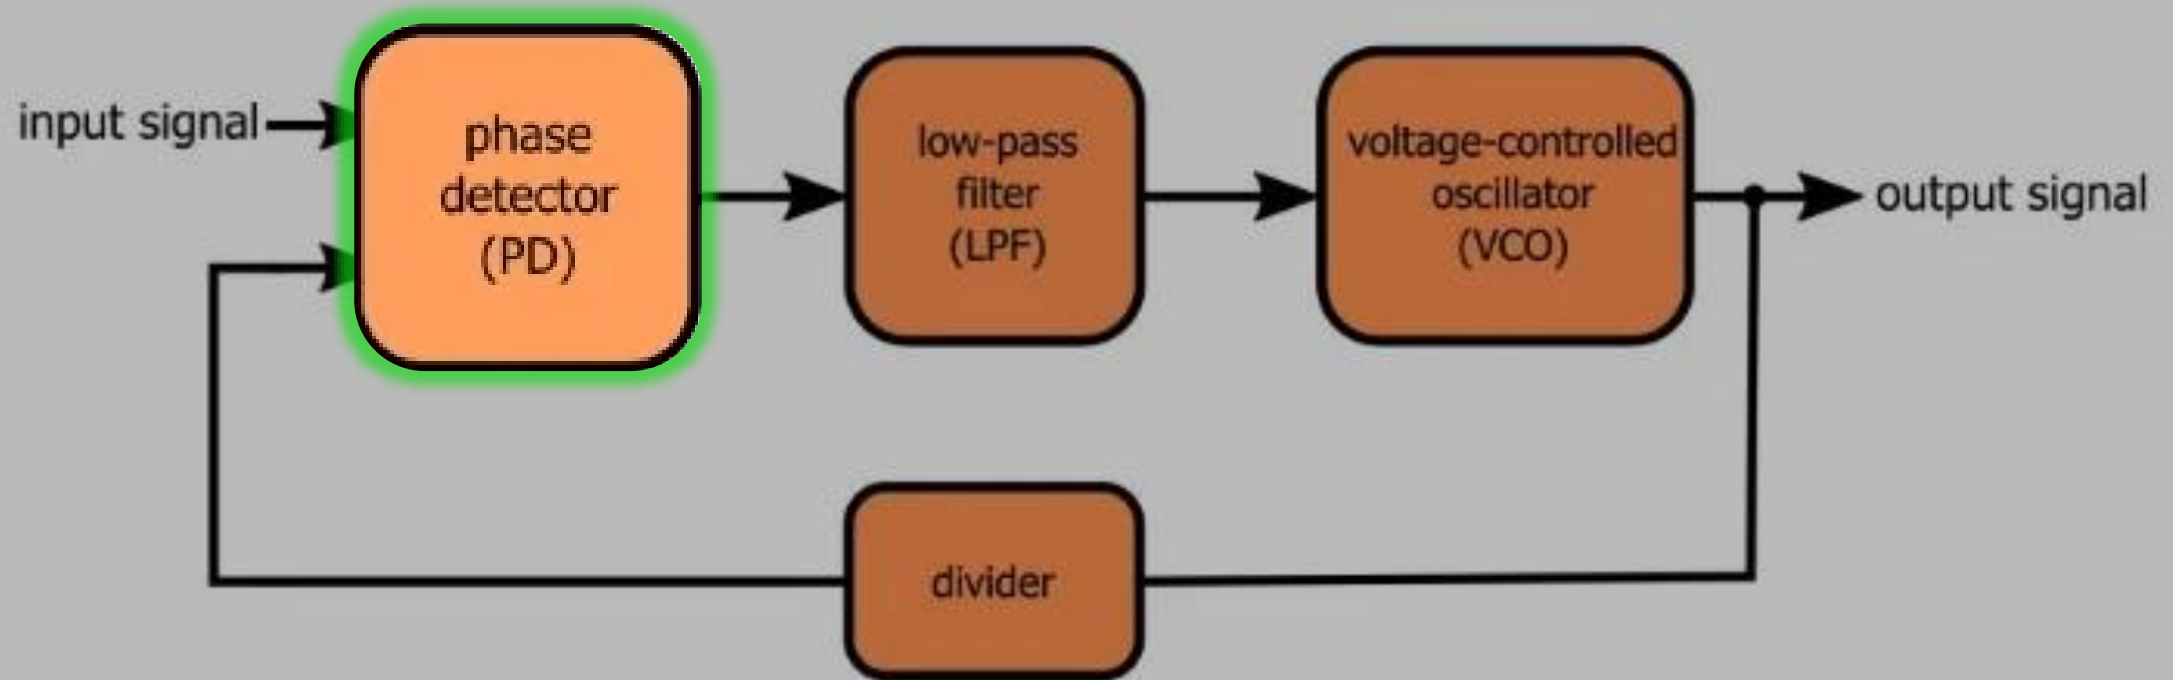 input signal
phase
detector
(PD)
low-pass
filter
(LPF)
voltage-controlled
oscillator
(VCO)
output signal
divider